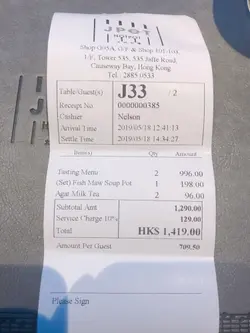 JPOT
Shop G05A, G/F & Shop 101-104,
1/F, Tower 535, 535 Jaffe Road,
Causeway Bay, Hong Kong
Tel : 2885 0533
Table/Guest(s) J33 / 2
Receipt No 0000000385
Cashier Nelson
Arrival Time 2019/05/18 12:41:13
Settle Time 2019/05/18 14:34:27
Item(s) Qty Amount
Tasting Menu 2 996.00
(Set) Fish Maw Soup Pot 1 198.00
Agar Milk Tea 2 96.00
Subtotal Amt 1,290.00
Service Charge 10% 129.00
Total HK$ 1,419.00
Amount Per Guest 709.50
Please Sign